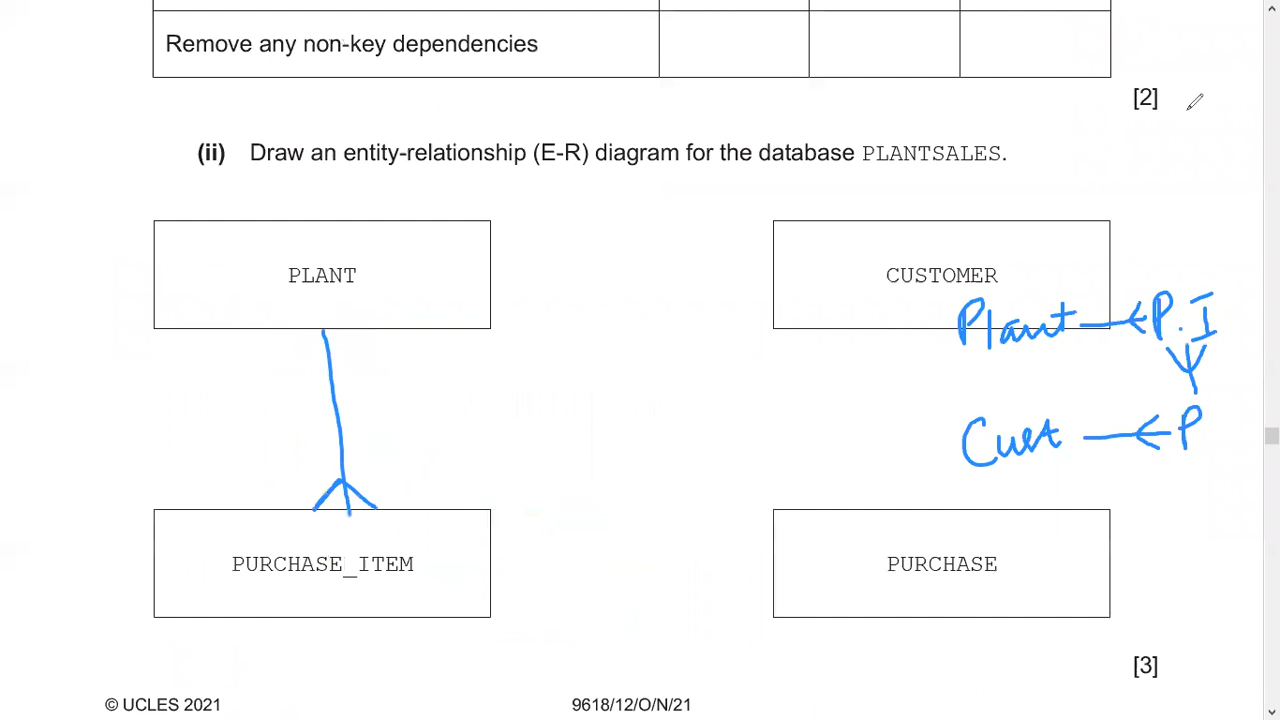 Remove any non-key dependencies
[2]
(ii) Draw an entity-relationship (E-R) diagram for the database PLANTSALES.
PLANT
CUSTOMER
Plant P.I
Cust P
PURCHASE_ITEM
PURCHASE
[3]
© UCLES 2021
9618/12/O/N/21